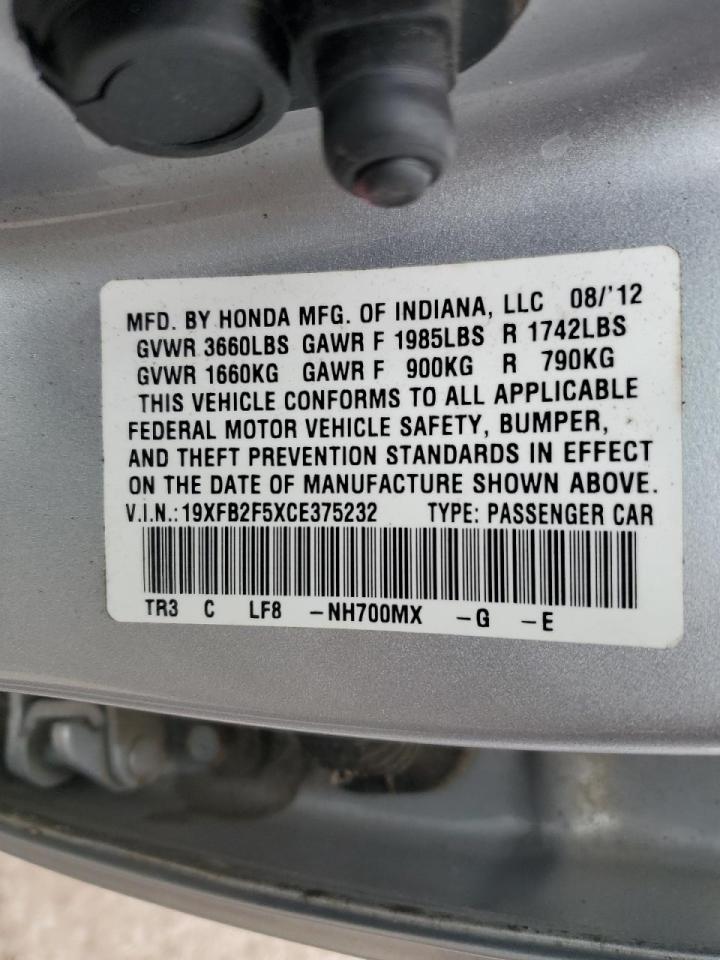 MFD. BY HONDA MFG. OF INDIANA, LLC 08/'12
GVWR 3660LBS GAWR F 1985LBS R 1742LBS
GVWR 1660KG GAWR F 900KG R 790KG
THIS VEHICLE CONFORMS TO ALL APPLICABLE
FEDERAL MOTOR VEHICLE SAFETY, BUMPER,
AND THEFT PREVENTION STANDARDS IN EFFECT
ON THE DATE OF MANUFACTURE SHOWN ABOVE.
V.I.N.:19XFB2F5XCE375232 TYPE: PASSENGER CAR
TR3 C LF8 -NH700MX -G -E